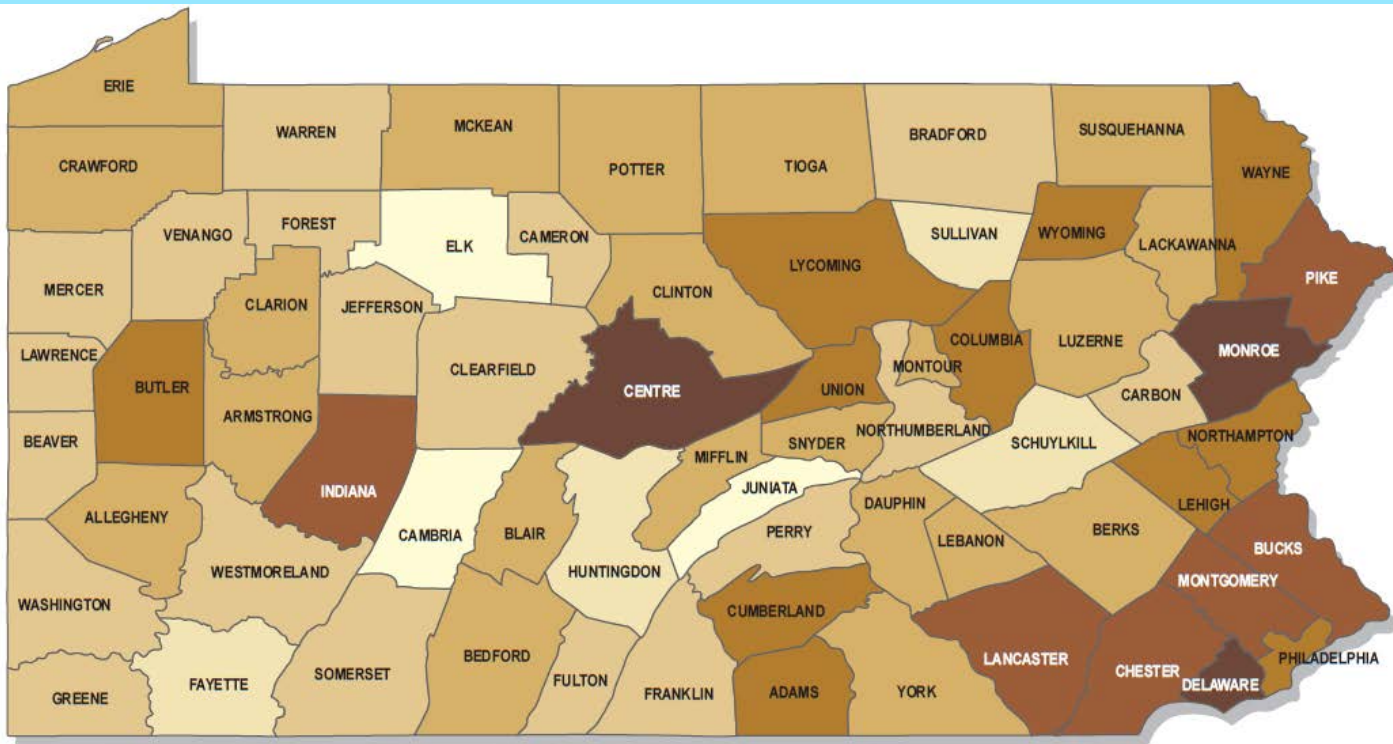 ERIE
WARREN
MCKEAN
POTTER
TIOGA
BRADFORD
SUSQUEHANNA
WAYNE
CRAWFORD
VENANGO
FOREST
ELK
CAMERON
SULLIVAN
WYOMING
LACKAWANNA
PIKE
MERCER
CLARION
JEFFERSON
CLINTON
LYCOMING
COLUMBIA
LUZERNE
MONROE
LAWRENCE
BUTLER
CLEARFIELD
CENTRE
UNION
MONTOUR
CARBON
BEAVER
ARMSTRONG
INDIANA
MIFFLIN
SNYDER
NORTHUMBERLAND
SCHUYLKILL
NORTHAMPTON
LEHIGH
ALLEGHENY
CAMBRIA
BLAIR
HUNTINGDON
JUNIATA
PERRY
DAUPHIN
LEBANON
BERKS
BUCKS
MONTGOMERY
WASHINGTON
WESTMORELAND
CUMBERLAND
LANCASTER
CHESTER
DELAWARE
PHILADELPHIA
GREENE
FAYETTE
SOMERSET
BEDFORD
FULTON
FRANKLIN
ADAMS
YORK